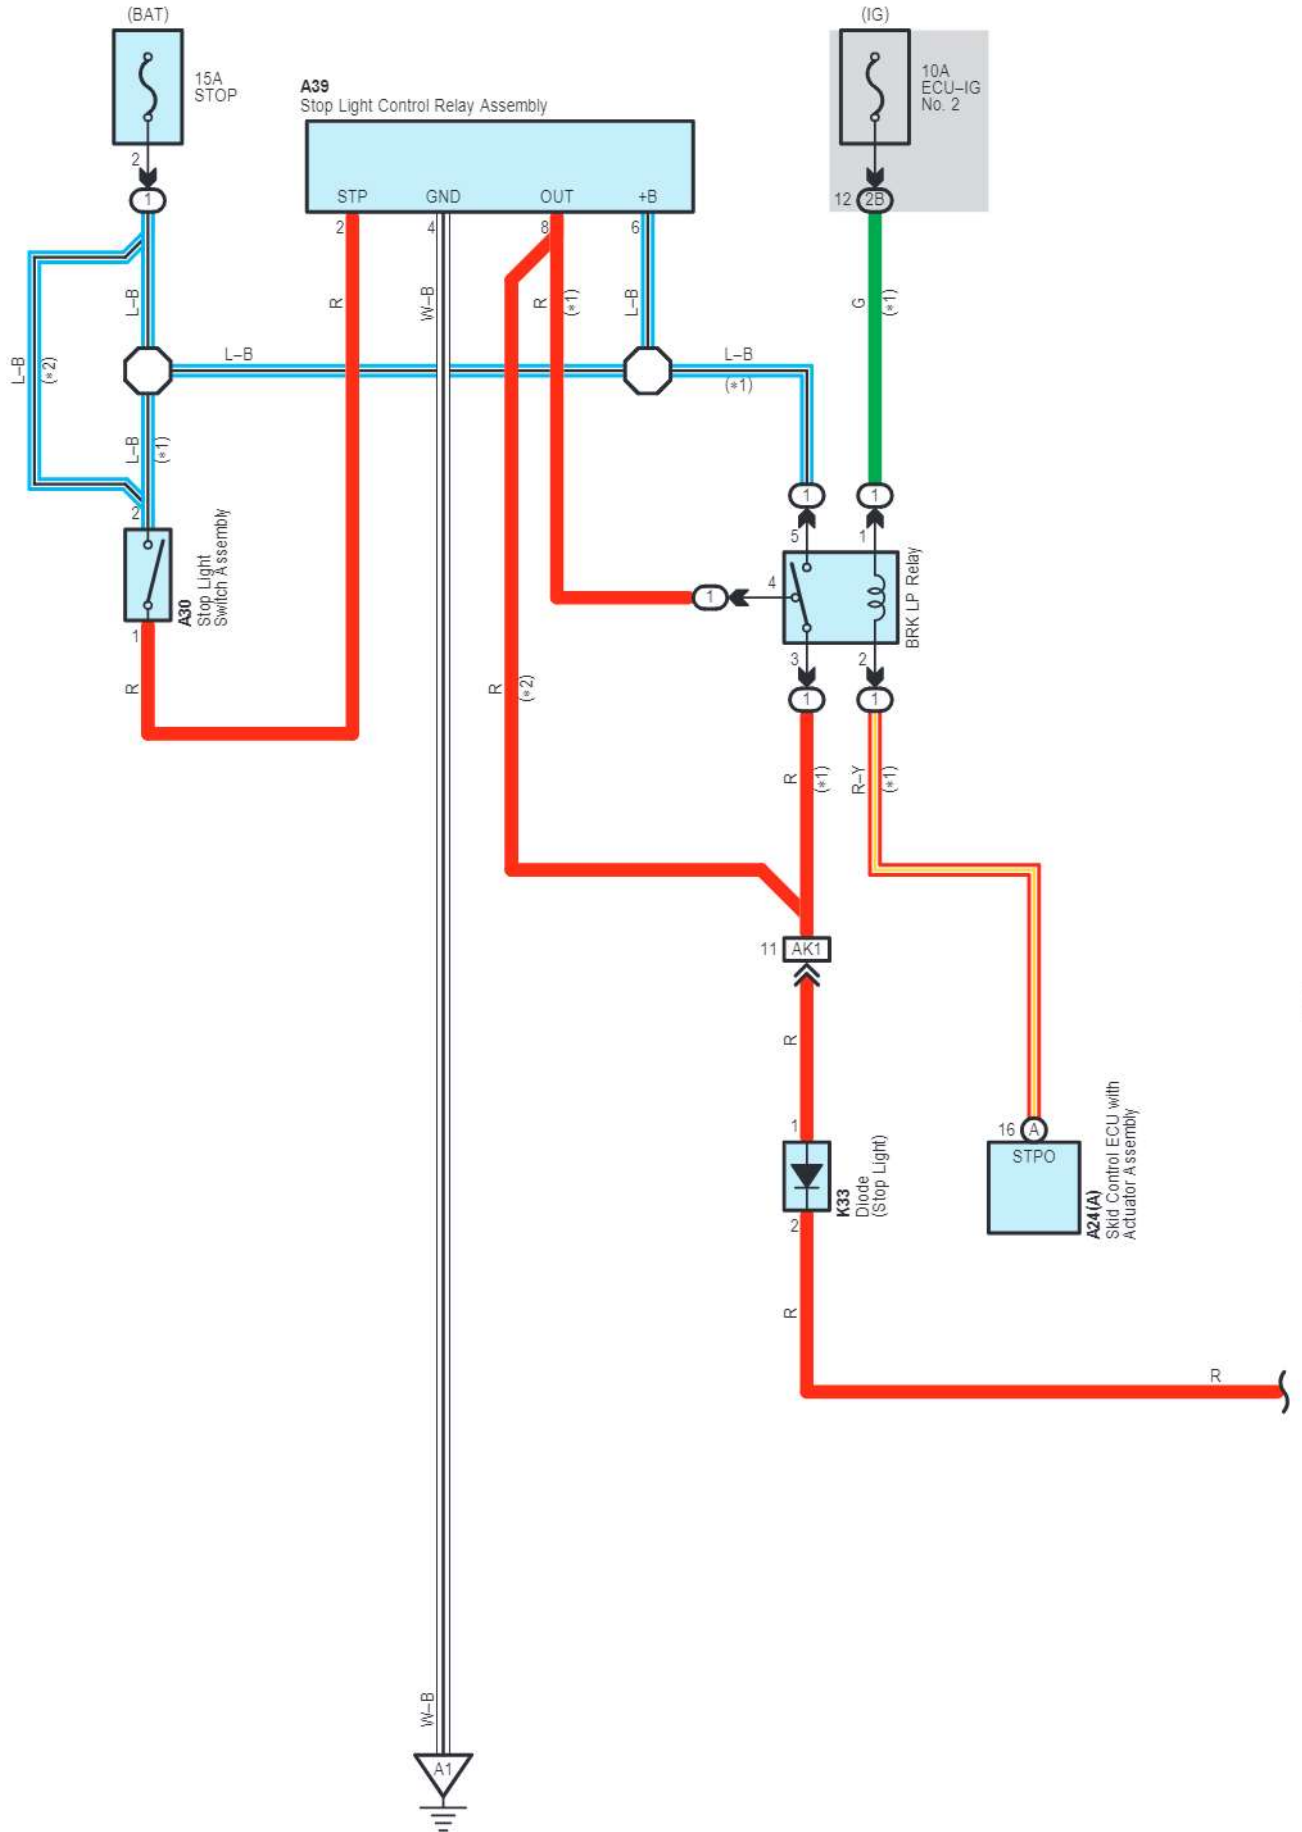 (BAT)
15A
STOP
2
1
A39
Stop Light Control Relay Assembly
STP
GND
OUT
+B
2
4
8
6
(IG)
10A
ECU–IG
No. 2
12
2B
L–B
(∗2)
L–B
R
W–B
R
(∗1)
L–B
G
(∗1)
L–B
L–B
(∗1)
L–B
(∗1)
2
A30
Stop Light
Switch Assembly
1
R
1
1
5
1
4
1
3
2
BRK LP Relay
1
1
R
(∗2)
R
(∗1)
R–Y
(∗1)
11
AK1
R
1
K33
Diode
(Stop Light)
2
16
A
STPO
A24(A)
Skid Control ECU with
Actuator Assembly
R
R
W–B
A1